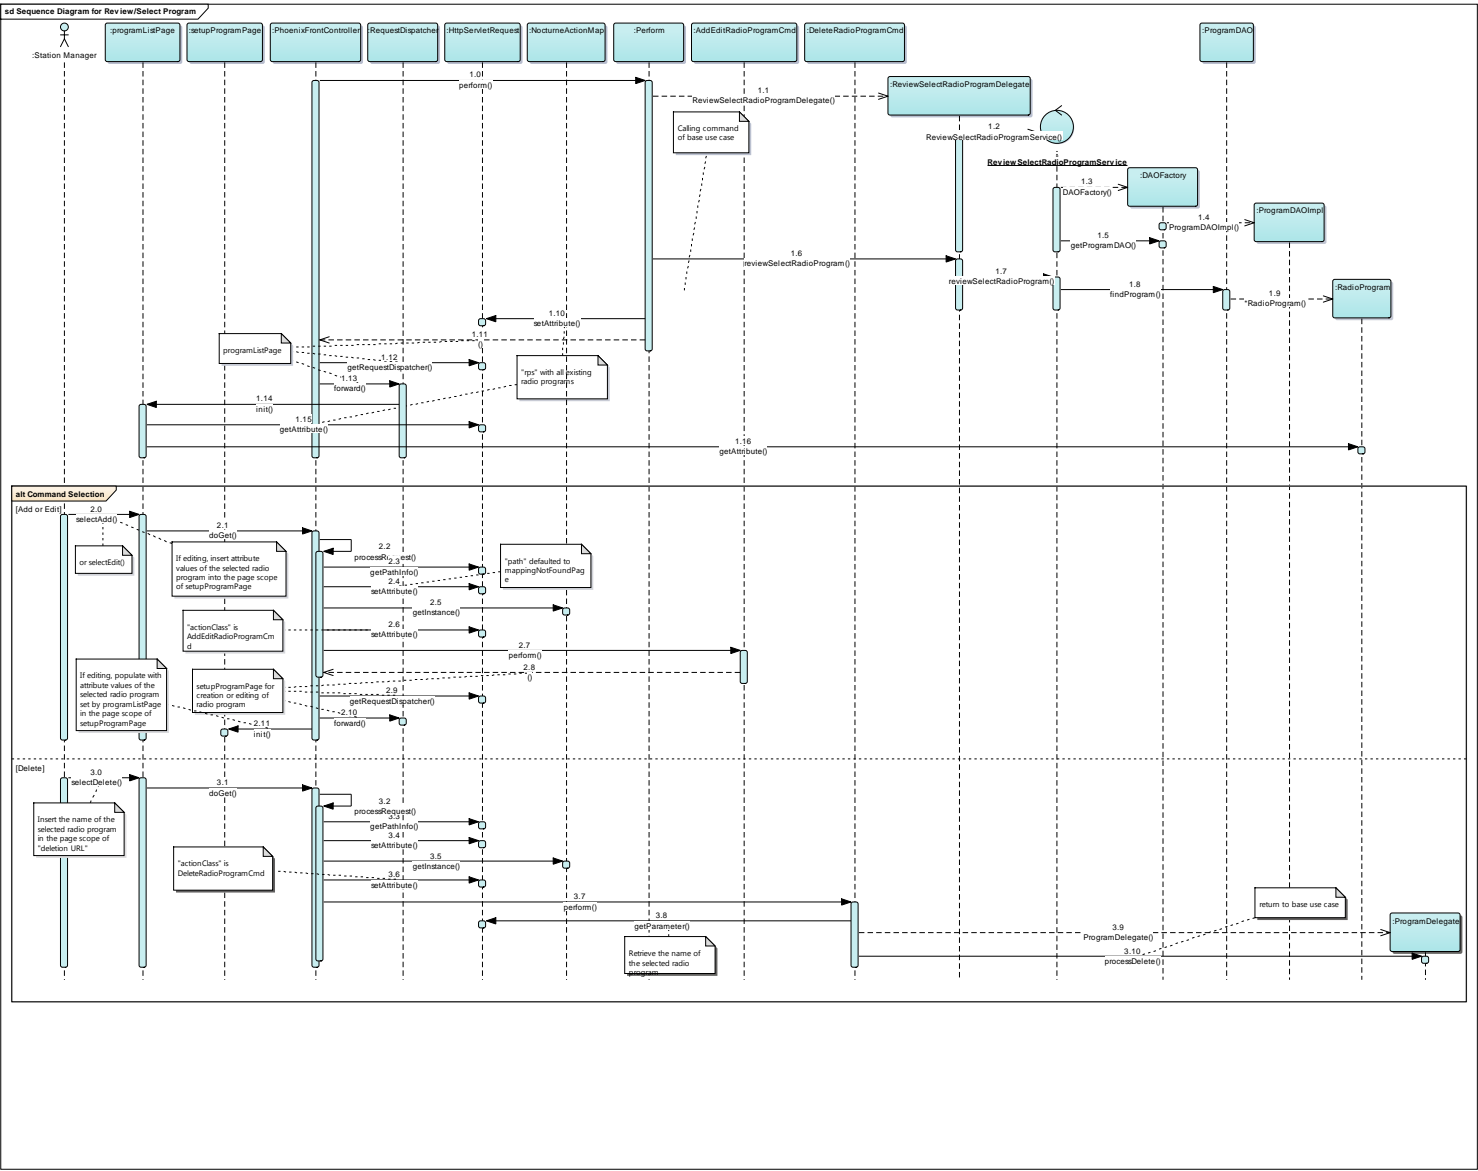 sd Sequence Diagram for Review/Select Program
:Station Manager
:programListPage
:setupProgramPage
:PhoenixFrontController
:RequestDispatcher
:HttpServletRequest
:NocturneActionMap
:Perform
:AddEditRadioProgramCmd
:DeleteRadioProgramCmd
:ProgramDAO
1.0
perform()
1.1
ReviewSelectRadioProgramDelegate()
:ReviewSelectRadioProgramDelegate
Calling command
of base use case
1.2
ReviewSelectRadioProgramService()
ReviewSelectRadioProgramService
1.3
DAOFactory()
:DAOFactory
1.4
ProgramDAOImpl()
:ProgramDAOImpl
1.5
getProgramDAO()
1.6
reviewSelectRadioProgram()
1.7
reviewSelectRadioProgram()
1.8
findProgram()
1.9
*RadioProgram()
:RadioProgram
1.10
setAttribute()
1.11
()
programListPage
1.12
getRequestDispatcher()
"rps" with all existing
radio programs
1.13
forward()
1.14
init()
1.15
getAttribute()
1.16
getAttribute()
alt Command Selection
[Add or Edit]
2.0
selectAdd()
or selectEdit()
2.1
doGet()
If editing, insert attribute
values of the selected radio
program into the page scope
of setupProgramPage
2.2
processRequest()
2.3
getPathInfo()
"path" defaulted to
mappingNotFoundPag
e
2.4
setAttribute()
2.5
getInstance()
"actionClass" is
AddEditRadioProgramCm
d
2.6
setAttribute()
2.7
perform()
2.8
()
If editing, populate with
attribute values of the
selected radio program
set by programListPage
in the page scope of
setupProgramPage
setupProgramPage for
creation or editing of
radio program
2.9
getRequestDispatcher()
2.10
forward()
2.11
init()
[Delete]
3.0
selectDelete()
3.1
doGet()
Insert the name of the
selected radio program
in the page scope of
"deletion URL"
3.2
processRequest()
3.3
getPathInfo()
3.4
setAttribute()
3.5
getInstance()
"actionClass" is
DeleteRadioProgramCmd
3.6
setAttribute()
3.7
perform()
3.8
getParameter()
Retrieve the name of
the selected radio
program
return to base use case
3.9
ProgramDelegate()
:ProgramDelegate
3.10
processDelete()